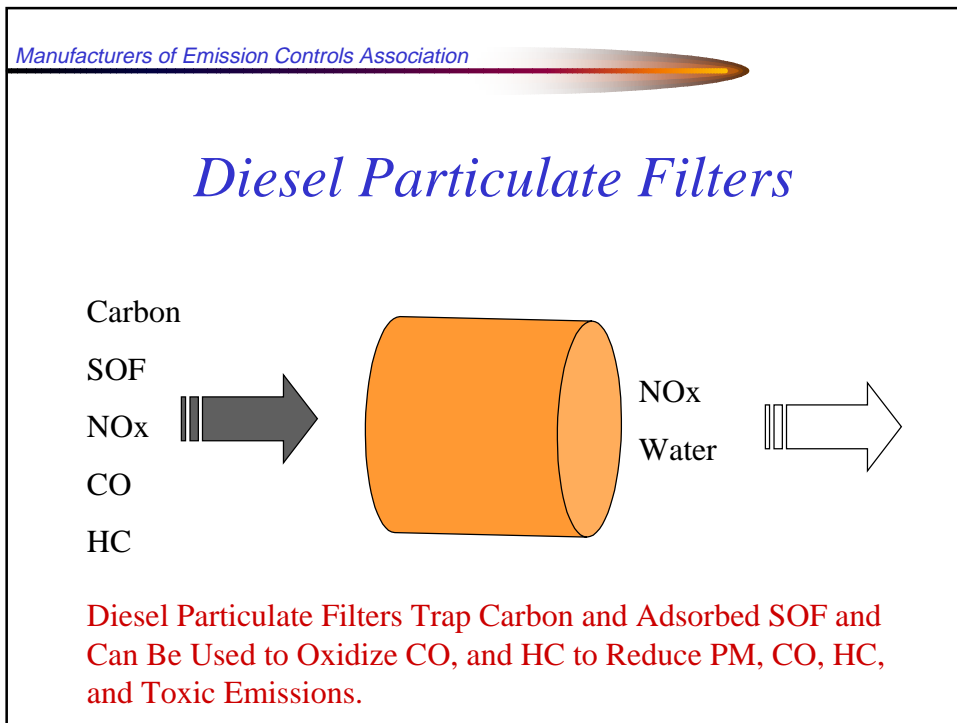 Manufacturers of Emission Controls Association
Diesel Particulate Filters
Carbon
SOF
NOx
CO
HC
NOx
Water
Diesel Particulate Filters Trap Carbon and Adsorbed SOF and
Can Be Used to Oxidize CO, and HC to Reduce PM, CO, HC,
and Toxic Emissions.